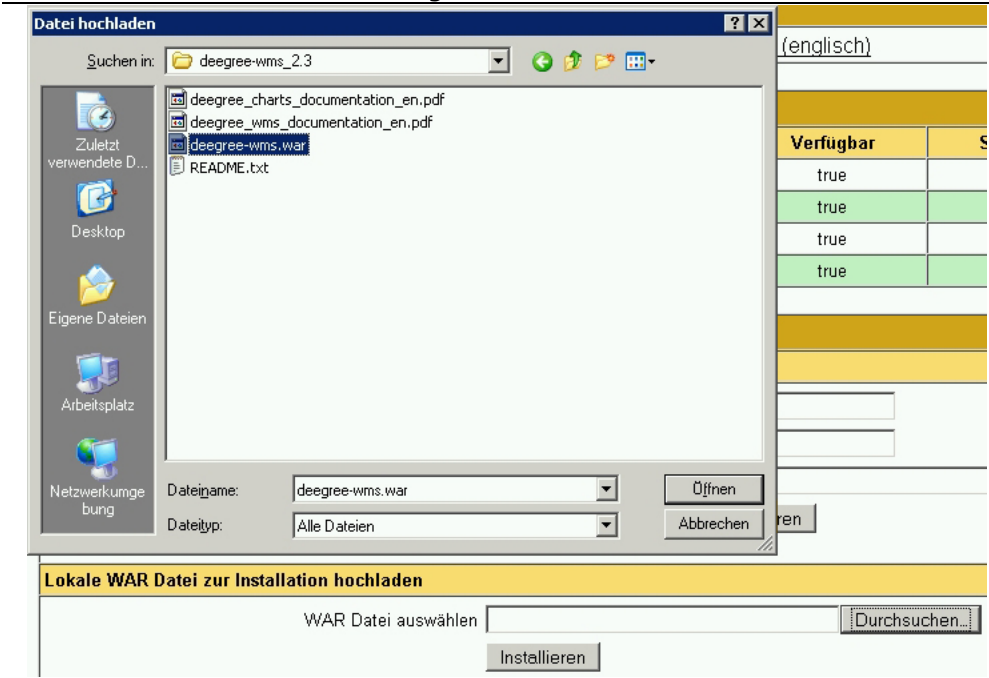 Datei hochladen
(englisch)
Suchen in:
deegree-wms_2.3
Zuletzt
verwendete D...
Desktop
Eigene Dateien
Arbeitsplatz
Netzwerkumge
bung
deegree_charts_documentation_en.pdf
deegree_wms_documentation_en.pdf
deegree-wms.war
README.txt
Dateiname:
deegree-wms.war
Öffnen
Dateityp:
Alle Dateien
Abbrechen
Verfügbar
S
true
true
true
true
ren
Lokale WAR Datei zur Installation hochladen
WAR Datei auswählen
Durchsuchen...
Installieren